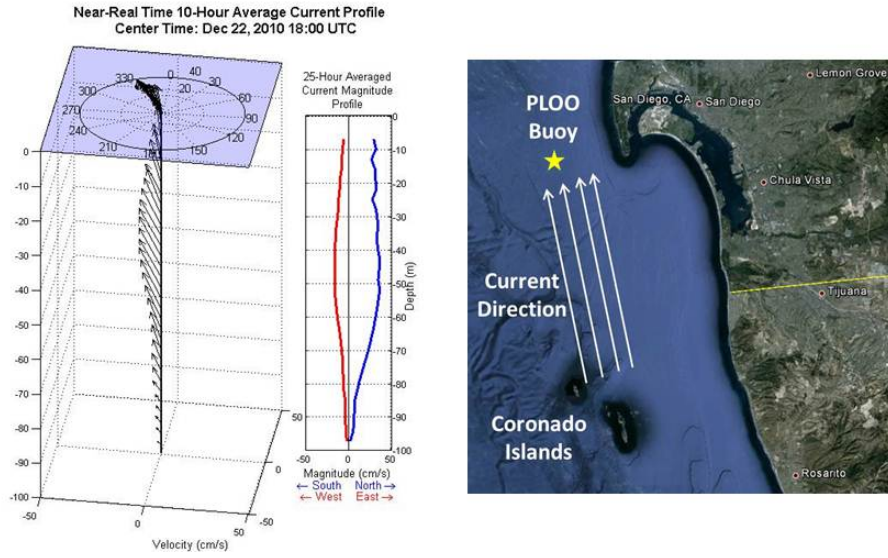 Near-Real Time 10-Hour Average Current Profile
Center Time: Dec 22, 2010 18:00 UTC
330
0
40
30
20
300
60
270
90
240
120
210
150
0
-10
-20
-30
-40
-50
-60
-70
-80
-90
-100
-50
0
50
-50
0
50
Velocity (cm/s)
25-Hour Averaged
Current Magnitude
Profile
0
-10
-20
-30
-40
-50
-60
-70
-80
-90
-100
Depth (m)
-50
0
50
Magnitude (cm/s)
← South North →
← West East →
Lemon Grove
San Diego, CA
San Diego
PLOO
Buoy
Chula Vista
Current
Direction
Tijuana
Coronado
Islands
Rosarito